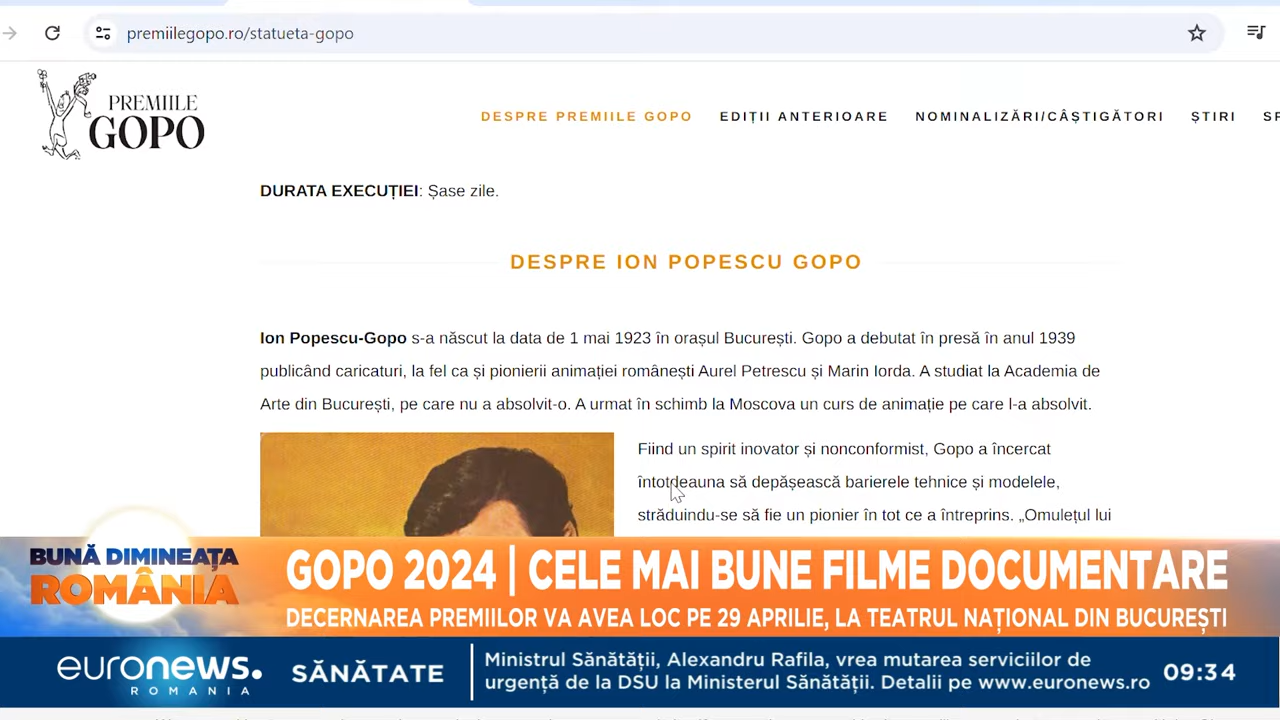 premiilegopo.ro/statueta-gopo
PREMIILE
GOPO
DESPRE PREMIILE GOPO EDIȚII ANTERIOARE NOMINALIZĂRI/CÂȘTIGĂTORI ȘTIRI
DURATA EXECUȚIEI: Șase zile.
DESPRE ION POPESCU GOPO
Ion Popescu-Gopo s-a născut la data de 1 mai 1923 în orașul București. Gopo a debutat în presă în anul 1939
publicând caricaturi, la fel ca și pionierii animației românești Aurel Petrescu și Marin Iorda. A studiat la Academia de
Arte din București, pe care nu a absolvit-o. A urmat în schimb la Moscova un curs de animație pe care l-a absolvit.
Fiind un spirit inovator și nonconformist, Gopo a încercat
întotdeauna să depășească barierele tehnice și modelele,
străduindu-se să fie un pionier în tot ce a întreprins. „Omulețul lui
BUNĂ DIMINEAȚA
ROMÂNIA
GOPO 2024 | CELE MAI BUNE FILME DOCUMENTARE
DECERNAREA PREMIILOR VA AVEA LOC PE 29 APRILIE, LA TEATRUL NAȚIONAL DIN BUCUREȘTI
euronews.
ROMANIA
SĂNĂTATE
Ministrul Sănătății, Alexandru Rafila, vrea mutarea serviciilor de
urgență de la DSU la Ministerul Sănătății. Detalii pe www.euronews.ro
09:34